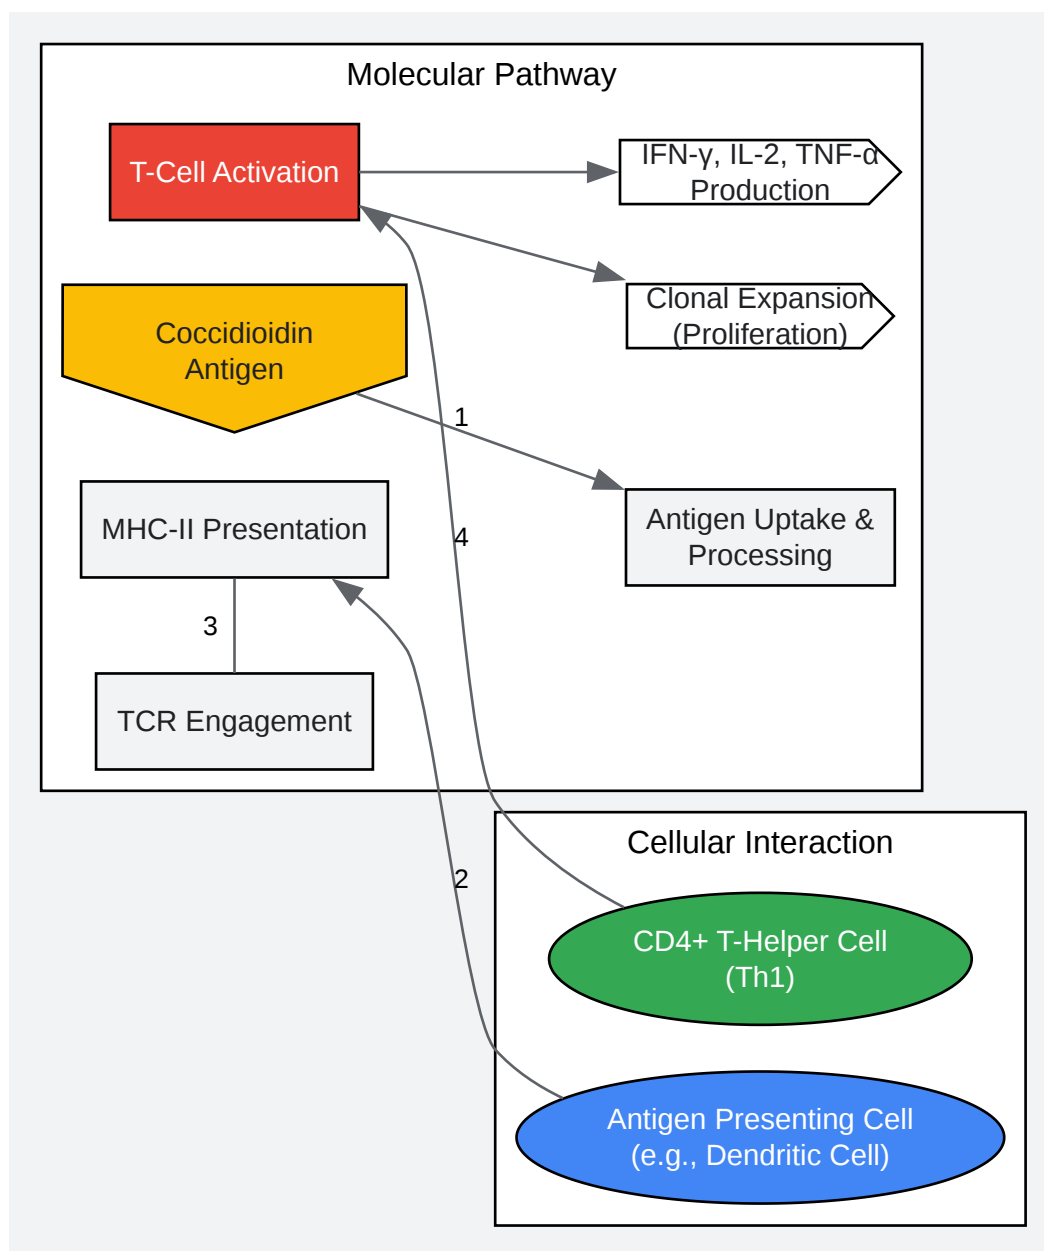 Molecular Pathway
T-Cell Activation
IFN-γ, IL-2, TNF-α
Production
Clonal Expansion
(Proliferation)
Coccidioidin
Antigen
1
MHC-II Presentation
Antigen Uptake &
Processing
4
3
TCR Engagement
Cellular Interaction
2
CD4+ T-Helper Cell
(Th1)
Antigen Presenting Cell
(e.g., Dendritic Cell)